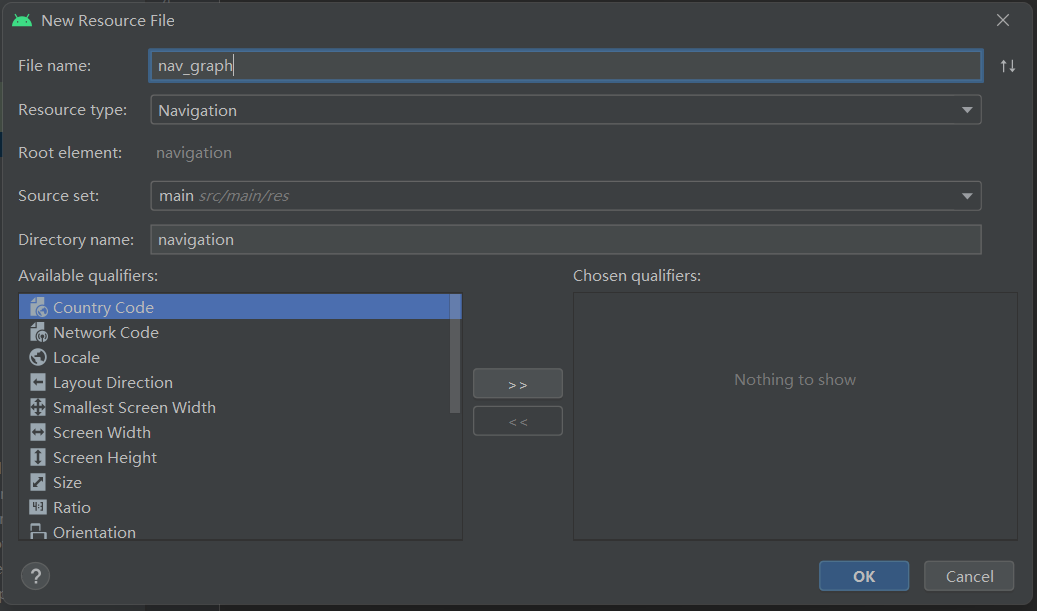 New Resource File
File name: nav_graph
Resource type: Navigation
Root element: navigation
Source set: main src/main/res
Directory name: navigation
Available qualifiers:
Chosen qualifiers:
Country Code
Network Code
Locale
Layout Direction
Smallest Screen Width
Screen Width
Screen Height
Size
Ratio
Orientation
>>
<<
Nothing to show
?
OK
Cancel